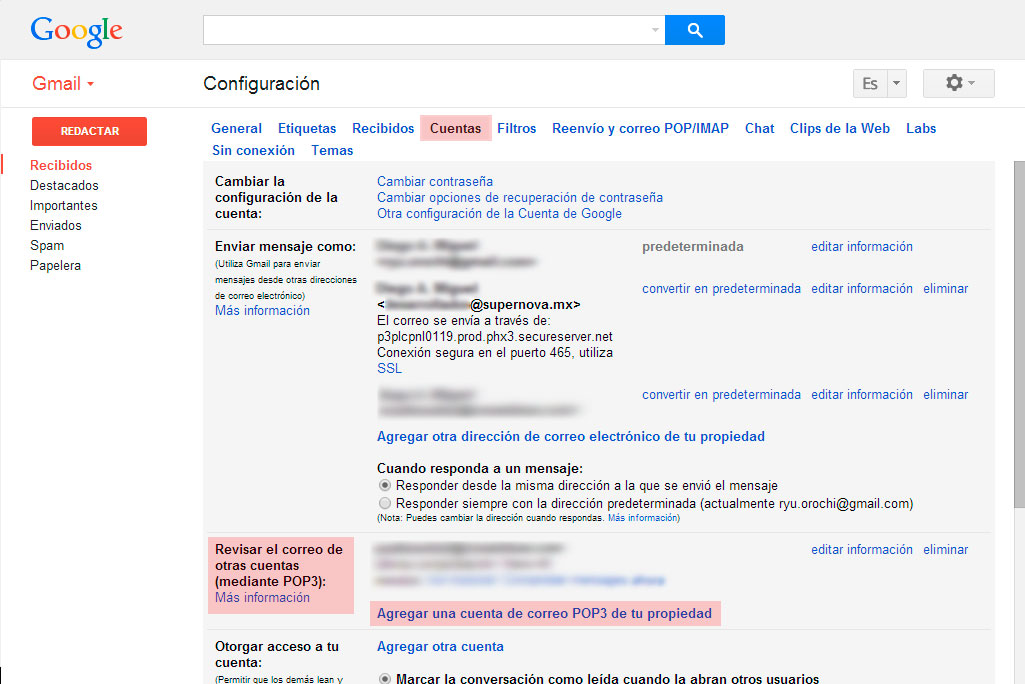 Google
Gmail
Configuración
Es
REDACTAR
Recibidos
Destacados
Importantes
Enviados
Spam
Papelera
General Etiquetas Recibidos Cuentas Filtros Reenvío y correo POP/IMAP Chat Clips de la Web Labs
Sin conexión Temas
Cambiar la
configuración de la
cuenta:
Cambiar contraseña
Cambiar opciones de recuperación de contraseña
Otra configuración de la Cuenta de Google
Enviar mensaje como:
(Utiliza Gmail para enviar
mensajes desde otras direcciones
de correo electrónico)
Más información
predeterminada editar información
convertir en predeterminada editar información eliminar
@supernova.mx>
El correo se envía a través de:
p3plcpnl0119.prod.phx3.secureserver.net
Conexión segura en el puerto 465, utiliza
SSL
convertir en predeterminada editar información eliminar
Agregar otra dirección de correo electrónico de tu propiedad
Cuando responda a un mensaje:
Responder desde la misma dirección a la que se envió el mensaje
Responder siempre con la dirección predeterminada (actualmente ryu.orochi@gmail.com)
(Nota: Puedes cambiar la dirección cuando respondas. Más información)
Revisar el correo de
otras cuentas
(mediante POP3):
Más información
editar información eliminar
Agregar una cuenta de correo POP3 de tu propiedad
Otorgar acceso a tu
cuenta:
(Permitir que los demás lean y
Agregar otra cuenta
Marcar la conversación como leída cuando la abran otros usuarios